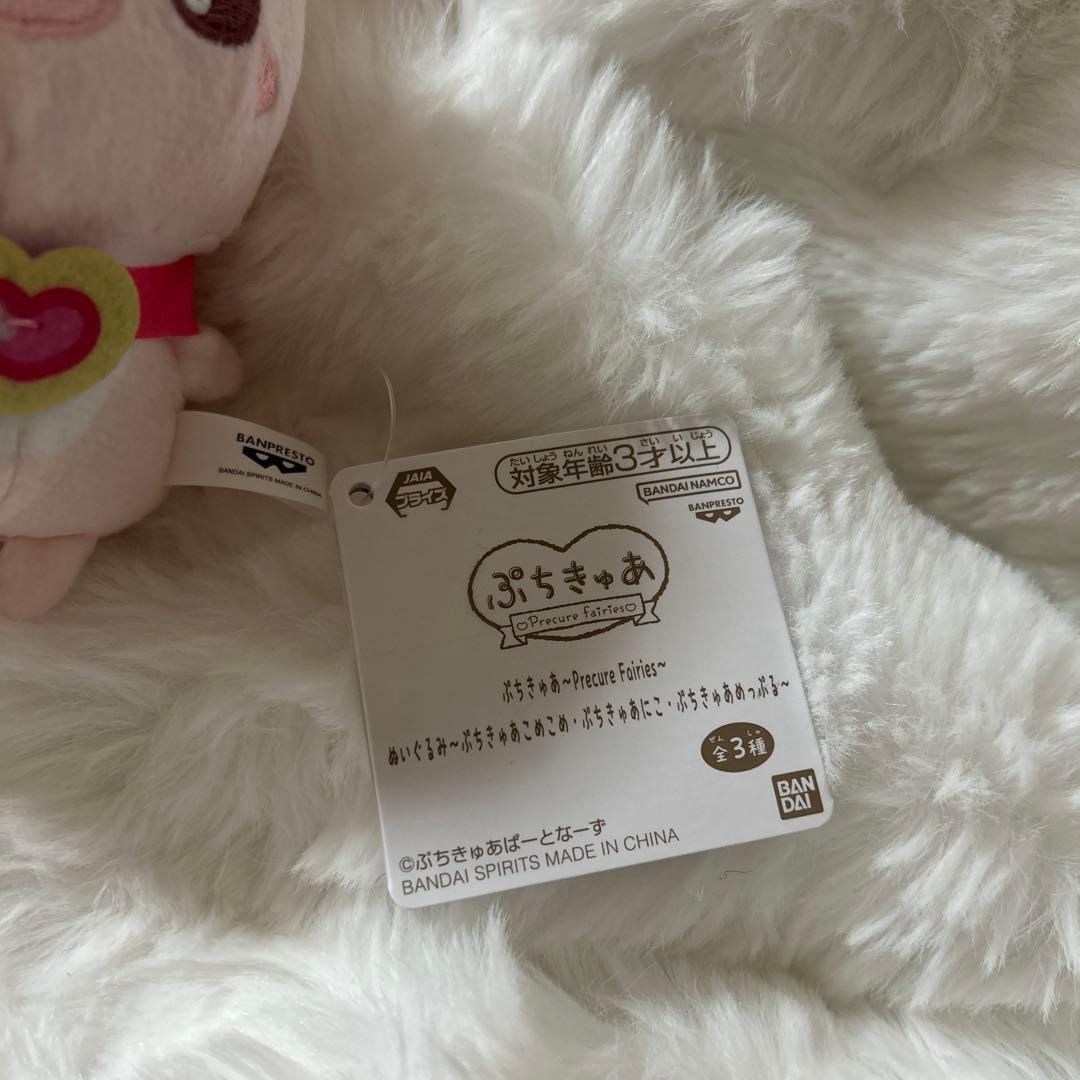 BANPRESTO
BANDAI SPIRITS MADE IN CHINA
JAIA
プライズ
たいしょうねんれい さい いじょう
対象年齢3才以上
BANDAI NAMCO
BANPRESTO
ぷちきゅあ
Precure fairies
ぷちきゅあ~Precure Fairies~
ぬいぐるみ~ぷちきゅあこめこめ・ぷちきゅあにこ・ぷちきゅあめっぷる~
ぜん しゅ
全3種
BAN
DAI
©ぷちきゅあぱーとなーず
BANDAI SPIRITS MADE IN CHINA